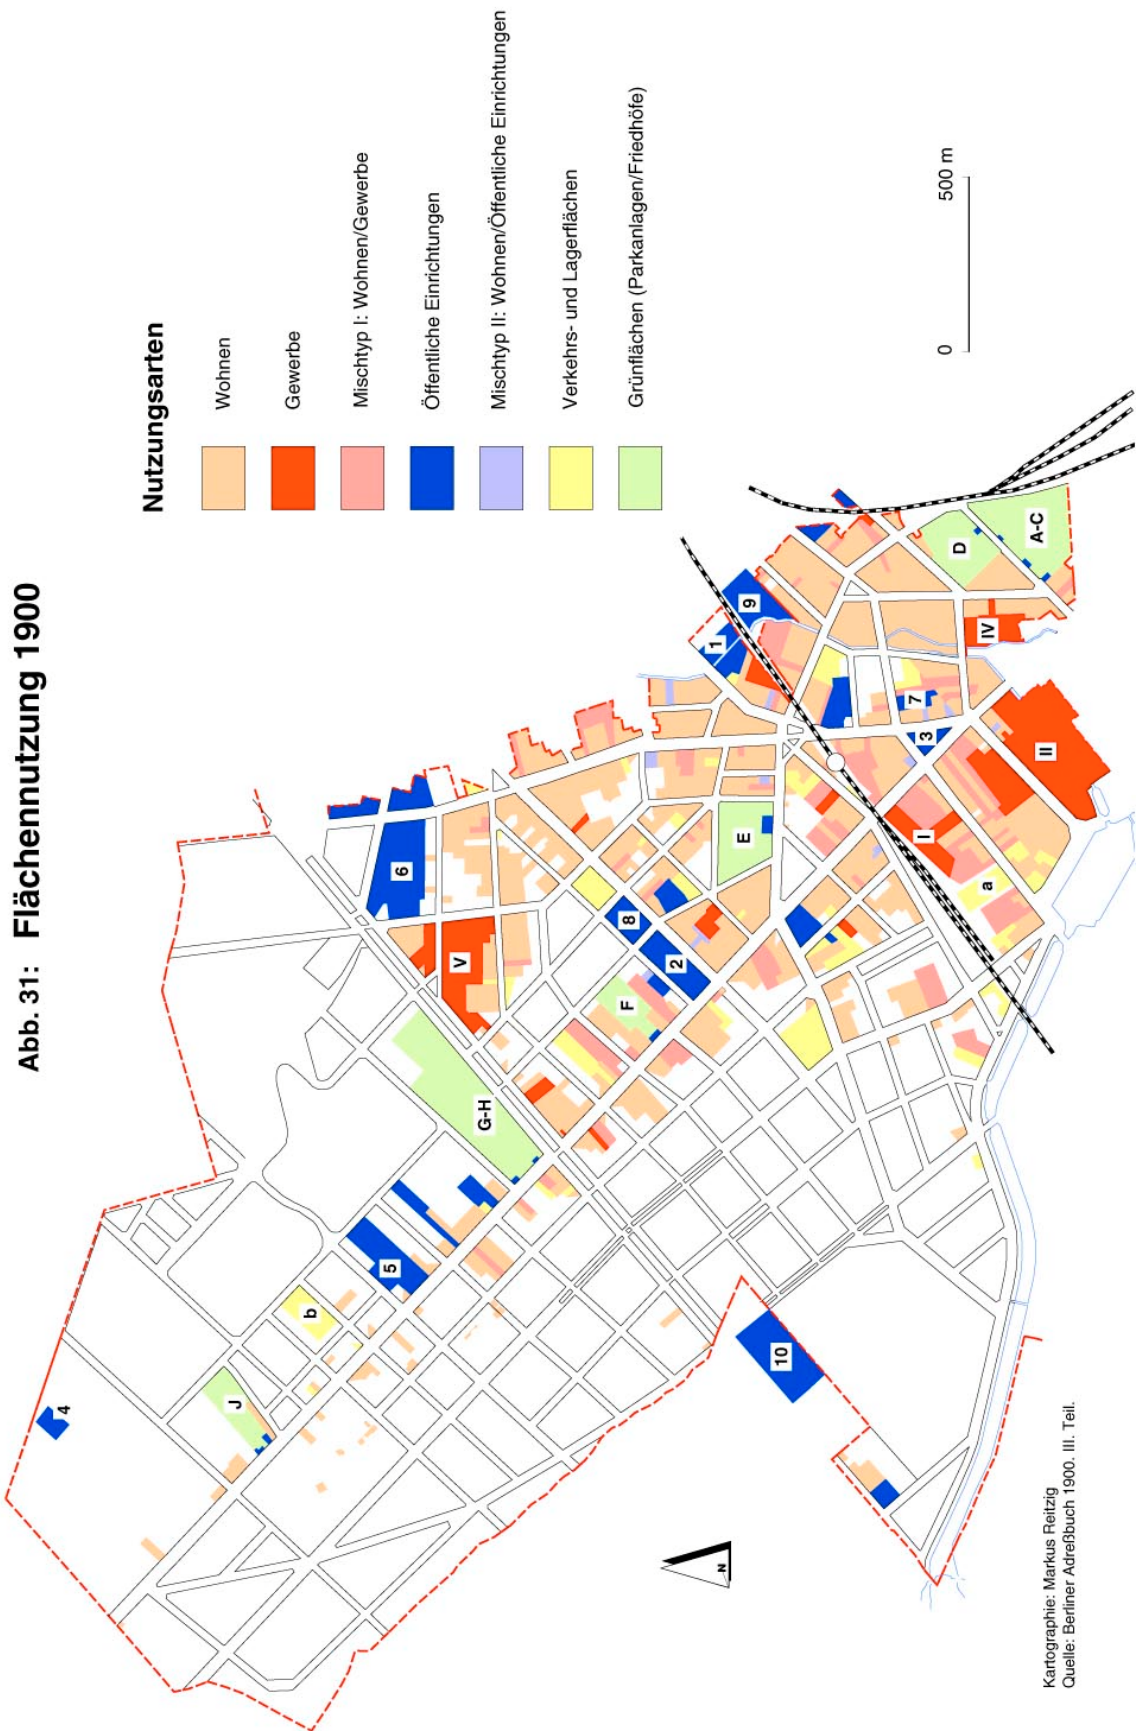 Abb. 31: Flächennutzung 1900
Nutzungsarten
Wohnen
Gewerbe
Mischtyp I: Wohnen/Gewerbe
Öffentliche Einrichtungen
Mischtyp II: Wohnen/Öffentliche Einrichtungen
Verkehrs- und Lagerflächen
Grünflächen (Parkanlagen/Friedhöfe)
0 500 m
4
J
b
5
G-H
6
V
F
8
2
E
1
9
D
A-C
IV
7
3
II
I
a
10
N
Kartographie: Markus Reitzig
Quelle: Berliner Adreßbuch 1900. III. Teil.